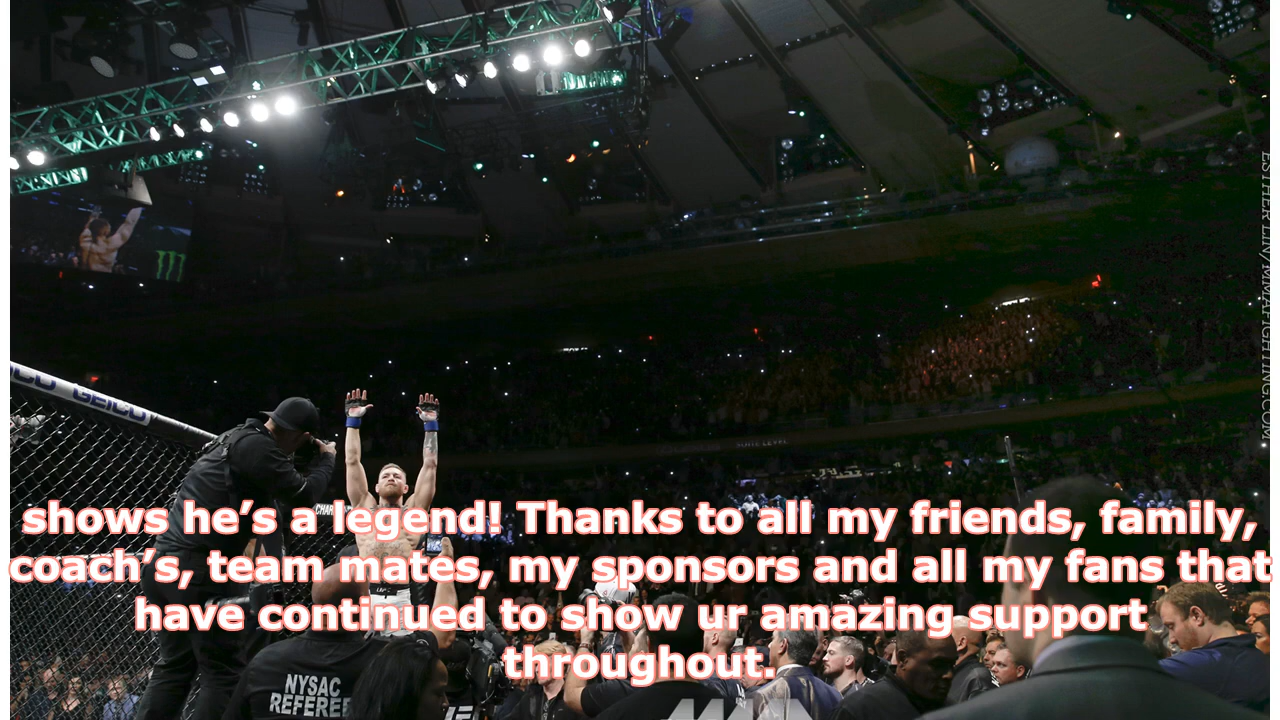 ESTHER LIN/MMAFIGHTING.COM
GEICO
shows he’s a legend! Thanks to all my friends, family,
coach’s, team mates, my sponsors and all my fans that
have continued to show ur amazing support
throughout.
NYSAC
REFEREE
MMA